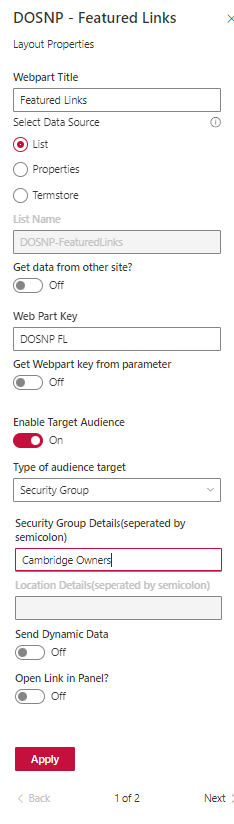 DOSNP - Featured Links
Layout Properties
Webpart Title
Featured Links
Select Data Source
List
Properties
Termstore
List Name
DOSNP-FeaturedLinks
Get data from other site?
Off
Web Part Key
DOSNP FL
Get Webpart key from parameter
Off
Enable Target Audience
On
Type of audience target
Security Group
Security Group Details(seperated by
semicolon)
Cambridge Owners
Location Details(seperated by semicolon)
Send Dynamic Data
Off
Open Link in Panel?
Off
Apply
Back 1 of 2 Next